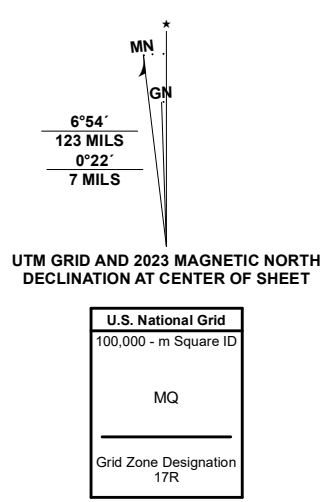 MN
GN
6°54´
123 MILS
0°22´
7 MILS
UTM GRID AND 2023 MAGNETIC NORTH
DECLINATION AT CENTER OF SHEET
U.S. National Grid
100,000 - m Square ID
MQ
Grid Zone Designation
17R